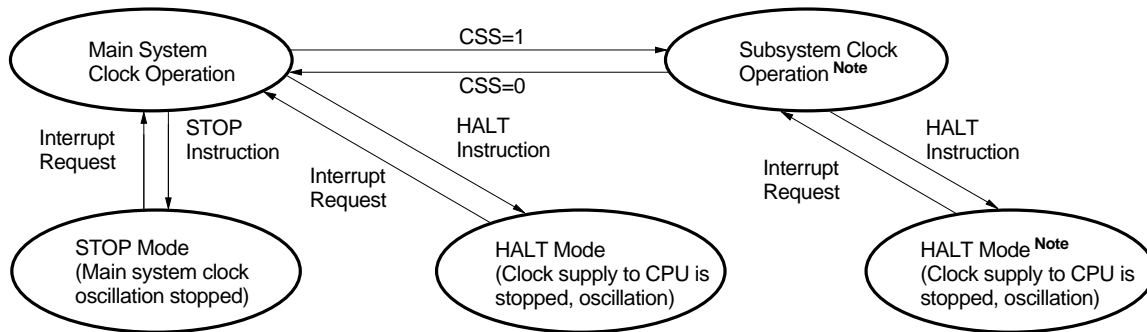 Main System
Clock Operation
CSS=1
CSS=0
Subsystem Clock
Operation Note
Interrupt
Request
STOP
Instruction
HALT
Instruction
Interrupt
Request
HALT
Instruction
Interrupt
Request
STOP Mode
(Main system clock
oscillation stopped)
HALT Mode
(Clock supply to CPU is
stopped, oscillation)
HALT Mode Note
(Clock supply to CPU is
stopped, oscillation)